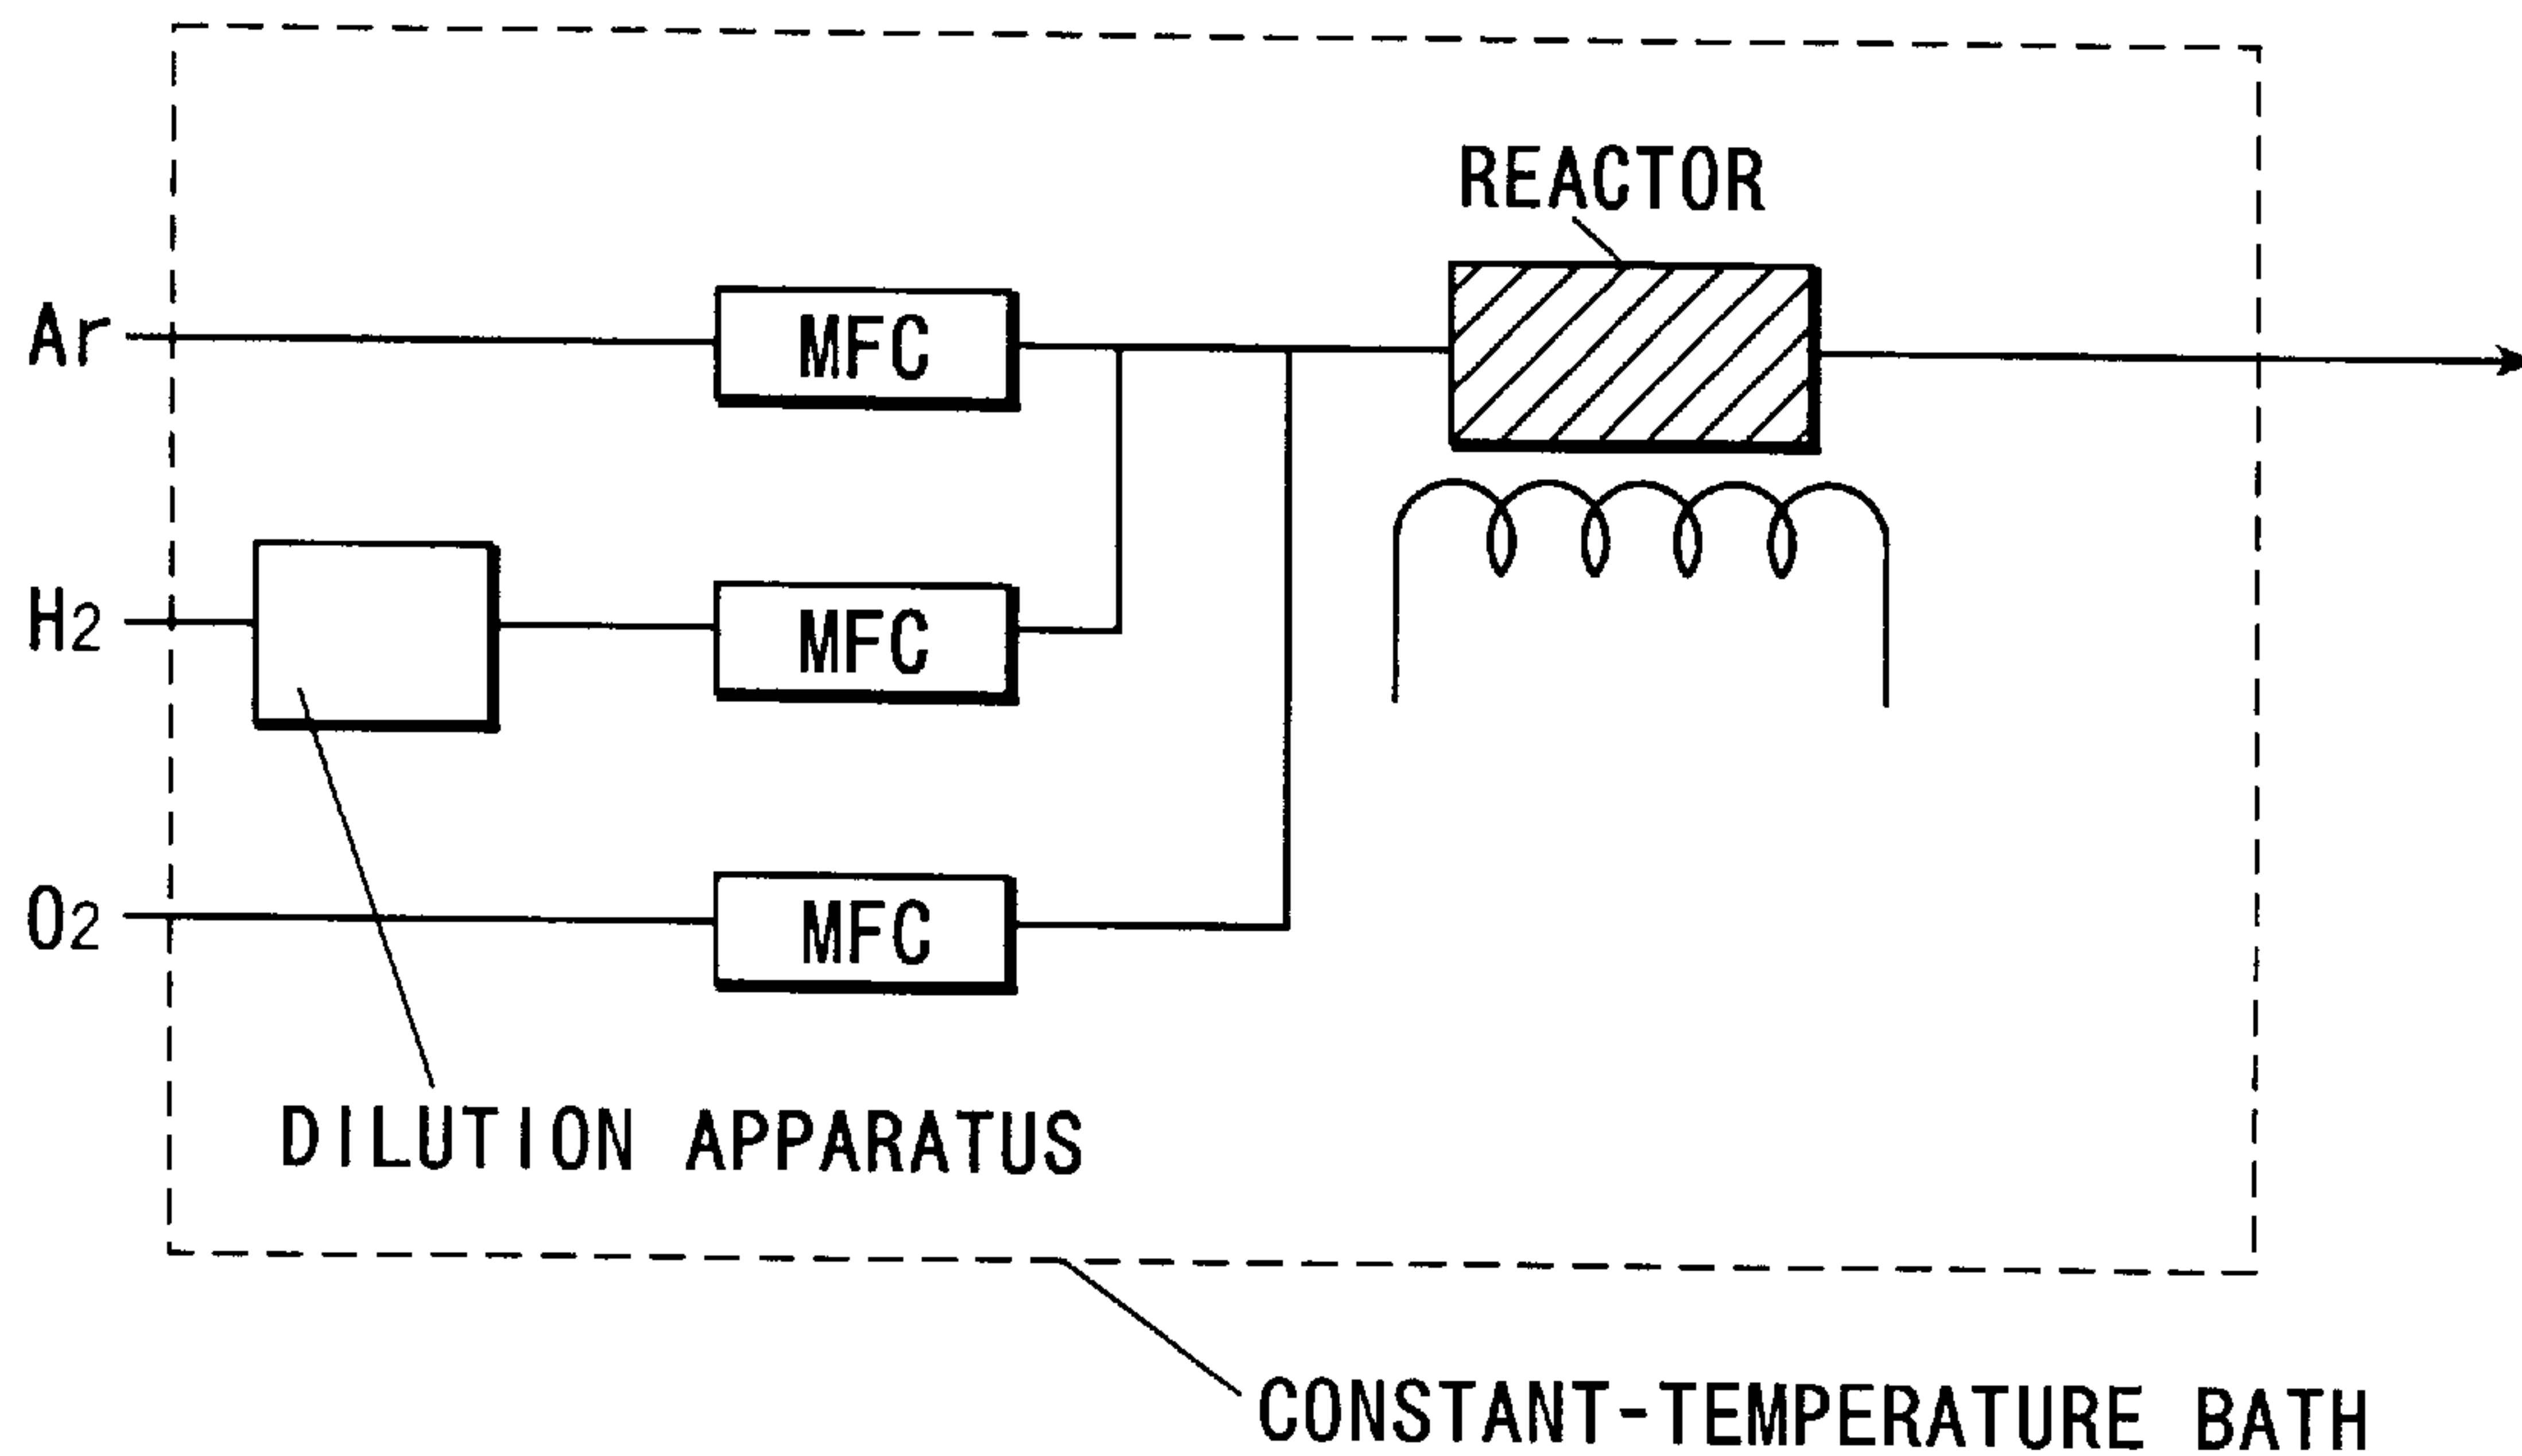 REACTOR
Ar
MFC
H2
MFC
O2
MFC
DILUTION APPARATUS
CONSTANT-TEMPERATURE BATH